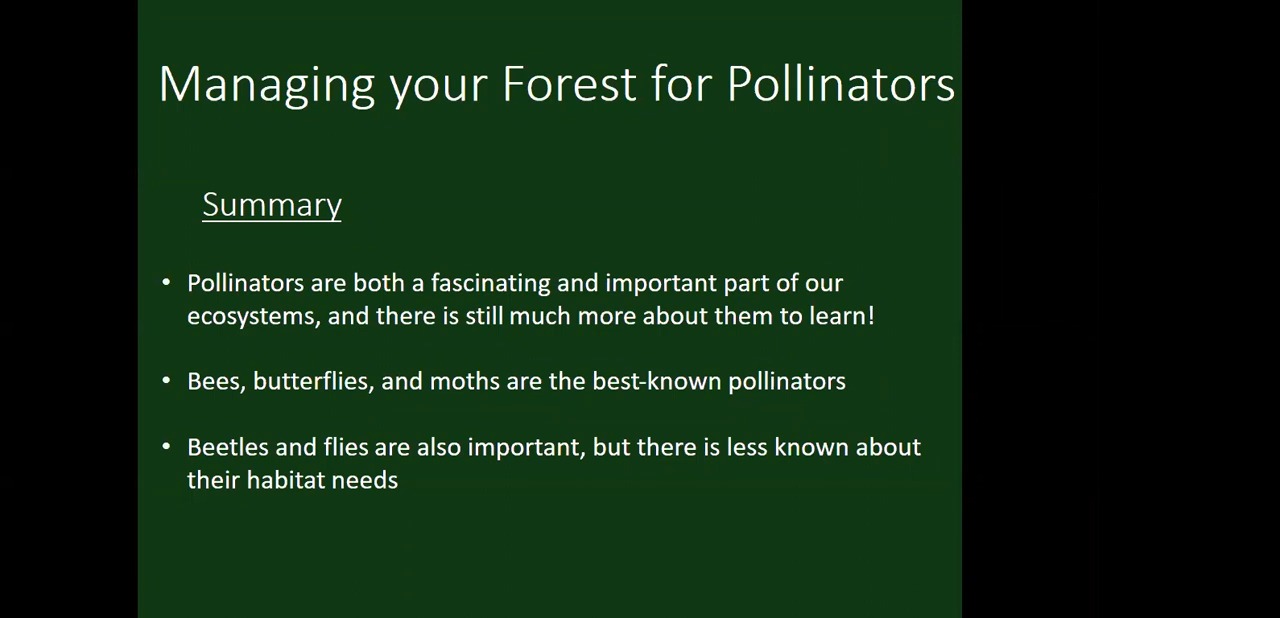 Managing your Forest for Pollinators
Summary
• Pollinators are both a fascinating and important part of our
ecosystems, and there is still much more about them to learn!
• Bees, butterflies, and moths are the best-known pollinators
• Beetles and flies are also important, but there is less known about
their habitat needs